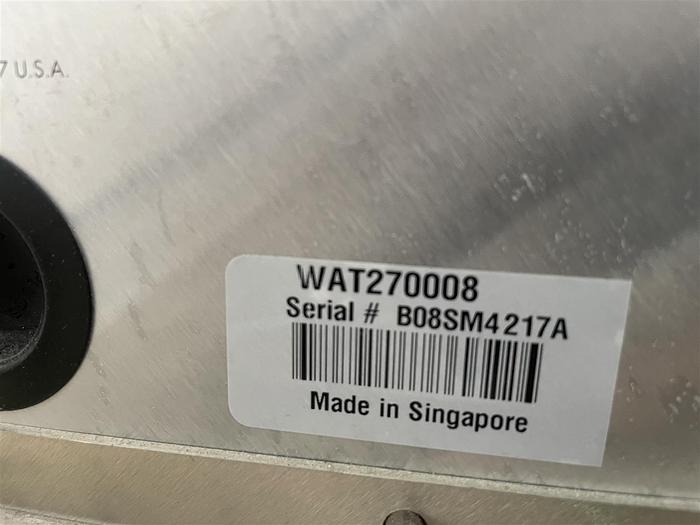 7 U.S.A.
WAT270008
Serial # B08SM4217A
Made in Singapore